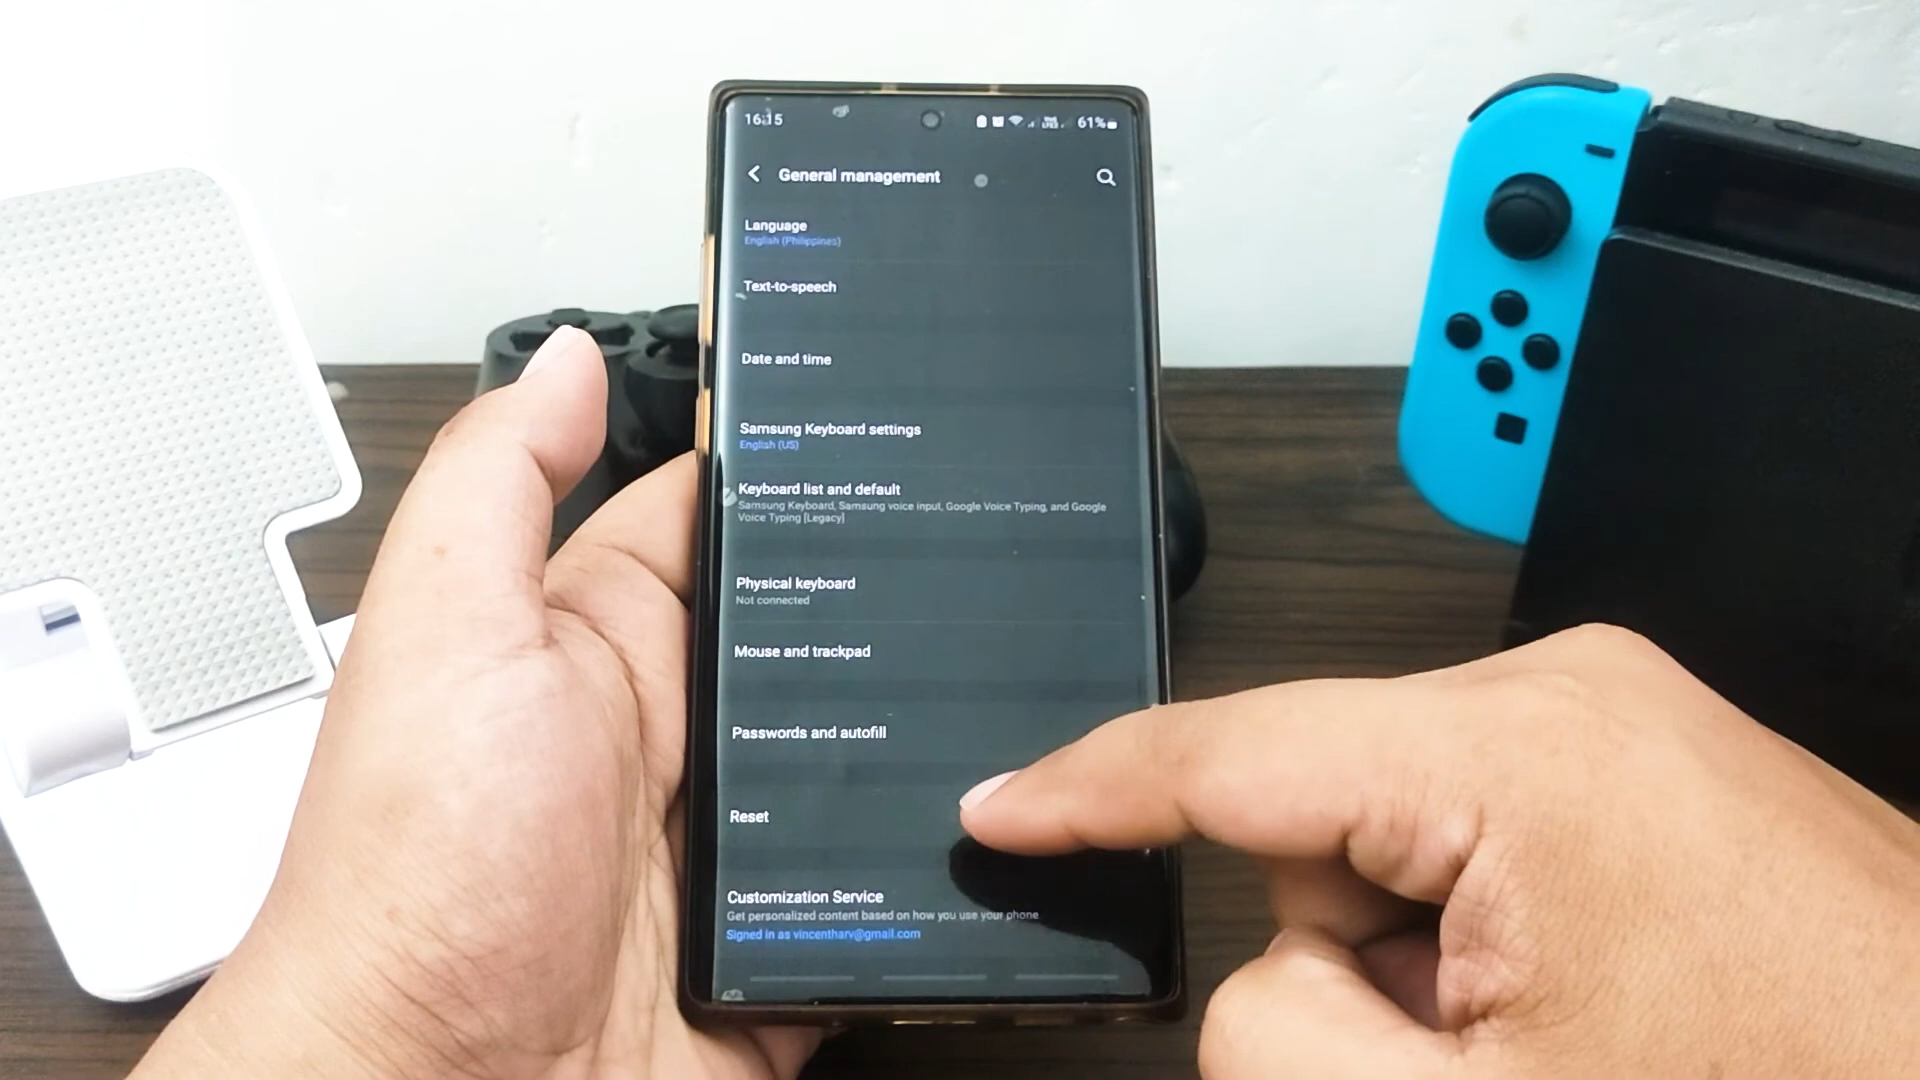 16:15
61%
General management
Language
English (Philippines)
Text-to-speech
Date and time
Samsung Keyboard settings
English (US)
Keyboard list and default
Samsung Keyboard, Samsung voice input, Google Voice Typing, and Google
Voice Typing [Legacy]
Physical keyboard
Not connected
Mouse and trackpad
Passwords and autofill
Reset
Customization Service
Get personalized content based on how you use your phone
Signed in as vincentharv@gmail.com